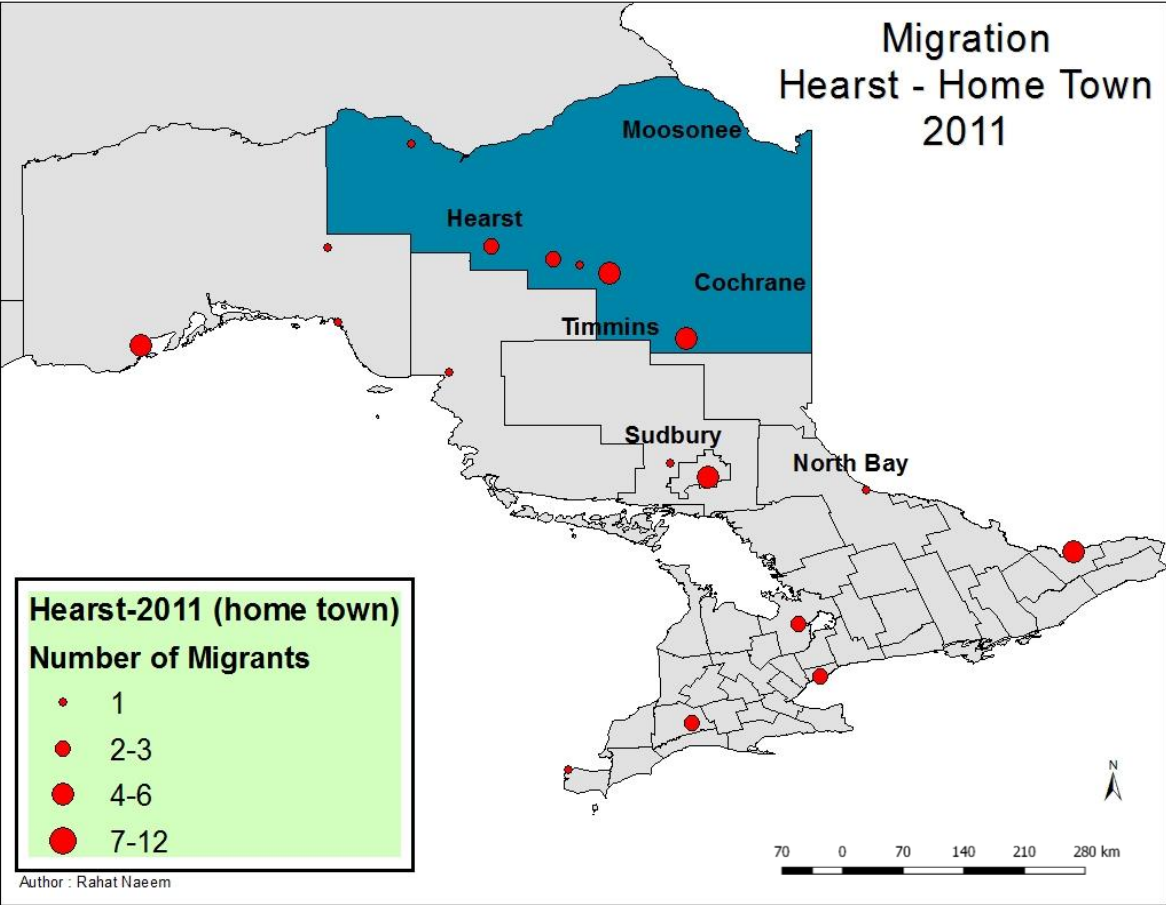 Migration
Hearst - Home Town
2011
Moosonee
Hearst
Cochrane
Timmins
Sudbury
North Bay
Hearst-2011 (home town)
Number of Migrants
1
2-3
4-6
7-12
Author : Rahat Naeem
N
70 0 70 140 210 280 km